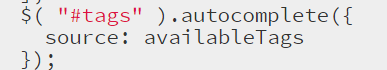 $( "#tags" ).autocomplete({
  source: availableTags
});